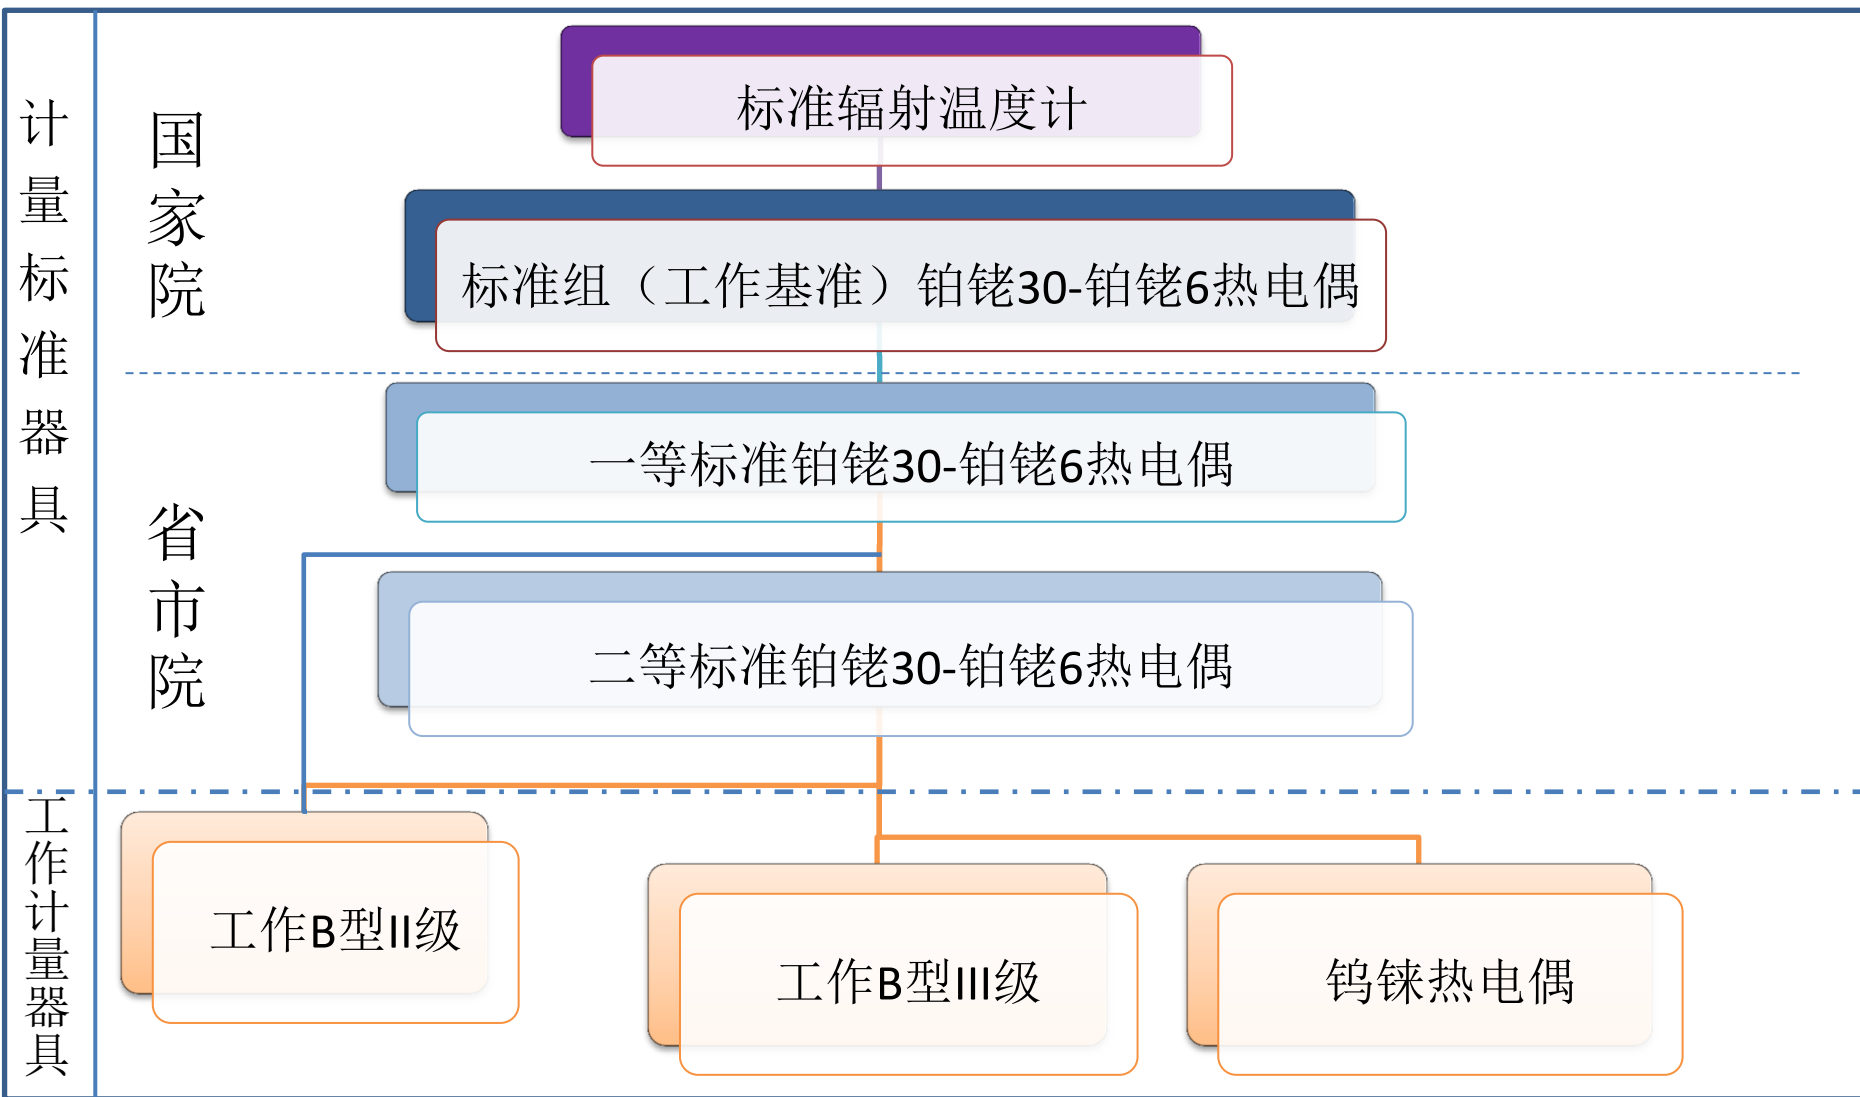 计量标准器具
国家院
标准辐射温度计
标准组（工作基准）铂铑30-铂铑6热电偶
省市院
一等标准铂铑30-铂铑6热电偶
二等标准铂铑30-铂铑6热电偶
工作计量器具
工作B型II级
工作B型III级
钨铼热电偶